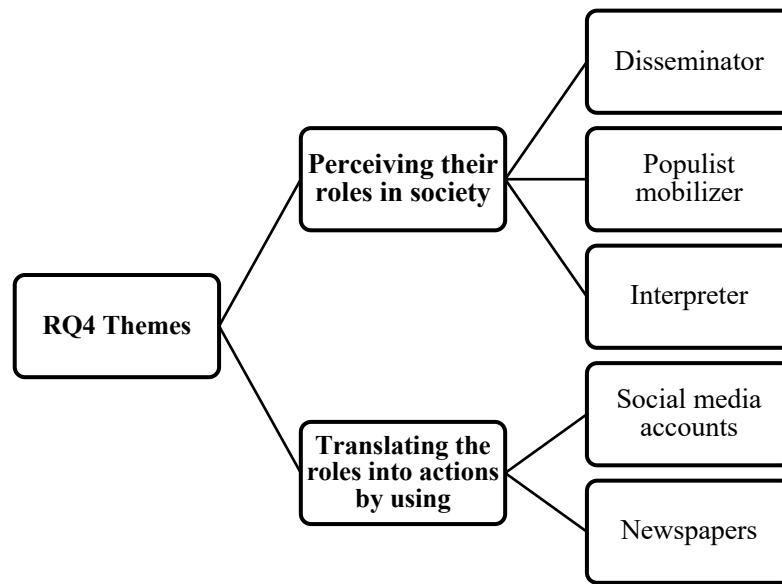 RQ4 Themes
Perceiving their
roles in society
Disseminator
Populist
mobilizer
Interpreter
Translating the
roles into actions
by using
Social media
accounts
Newspapers